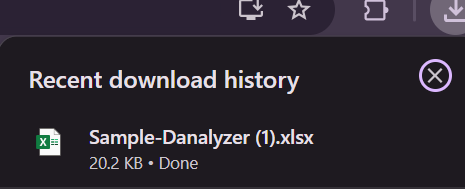 Recent download history
Sample-Danalyzer (1).xlsx
20.2 KB • Done